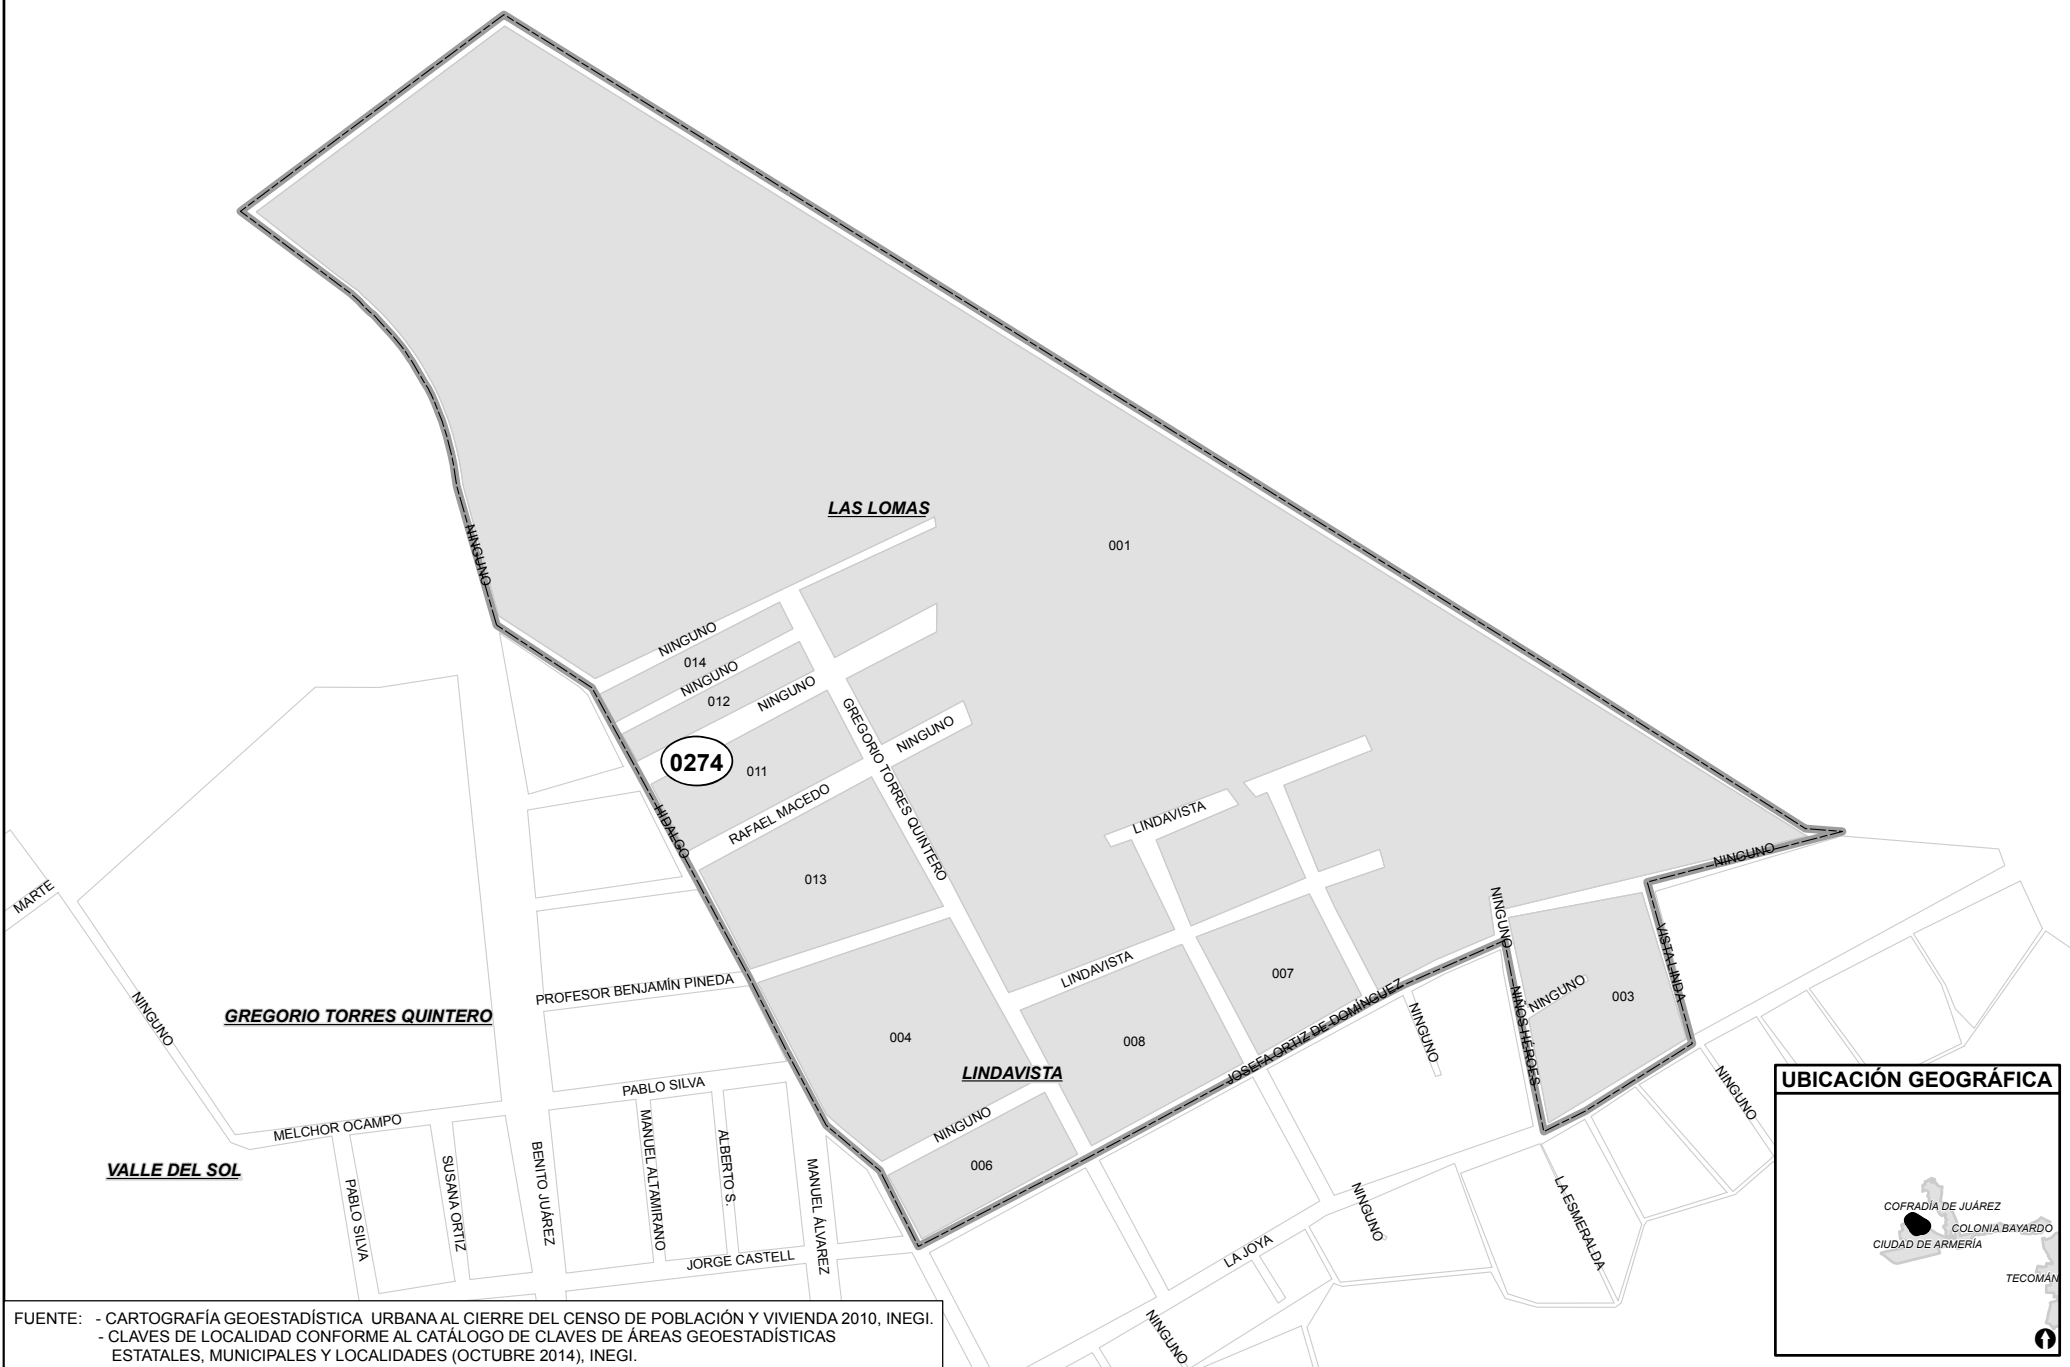 LAS LOMAS
001
NINGUNO
NINGUNO
014
NINGUNO
012
NINGUNO
GREGORIO TORRES QUINTERO
NINGUNO
0274
011
HIDALGO
RAFAEL MACEDO
LINDAVISTA
NINGUNO
013
MARTE
NINGUNO
VISTA LINDA
LINDAVISTA
007
NINGUNO
003
PROFESOR BENJAMÍN PINEDA
NINGUNO
GREGORIO TORRES QUINTERO
004
008
JOSEFA ORTIZ DE DOMÍNGUEZ
NINGUNO
NIÑOS HÉROES
LINDAVISTA
PABLO SILVA
NINGUNO
NINGUNO
MELCHOR OCAMPO
MANUEL ALTAMIRANO
ALBERTO S.
VALLE DEL SOL
PABLO SILVA
SUSANA ORTIZ
BENITO JUÁREZ
MANUEL ÁLVAREZ
006
NINGUNO
LA ESMERALDA
JORGE CASTELL
LA JOYA
NINGUNO
UBICACIÓN GEOGRÁFICA
COFRADÍA DE JUÁREZ
COLONIA BAYARDO
CIUDAD DE ARMERÍA
TECOMÁN
FUENTE: - CARTOGRAFÍA GEOESTADÍSTICA URBANA AL CIERRE DEL CENSO DE POBLACIÓN Y VIVIENDA 2010, INEGI.
- CLAVES DE LOCALIDAD CONFORME AL CATÁLOGO DE CLAVES DE ÁREAS GEOESTADÍSTICAS
ESTATALES, MUNICIPALES Y LOCALIDADES (OCTUBRE 2014), INEGI.